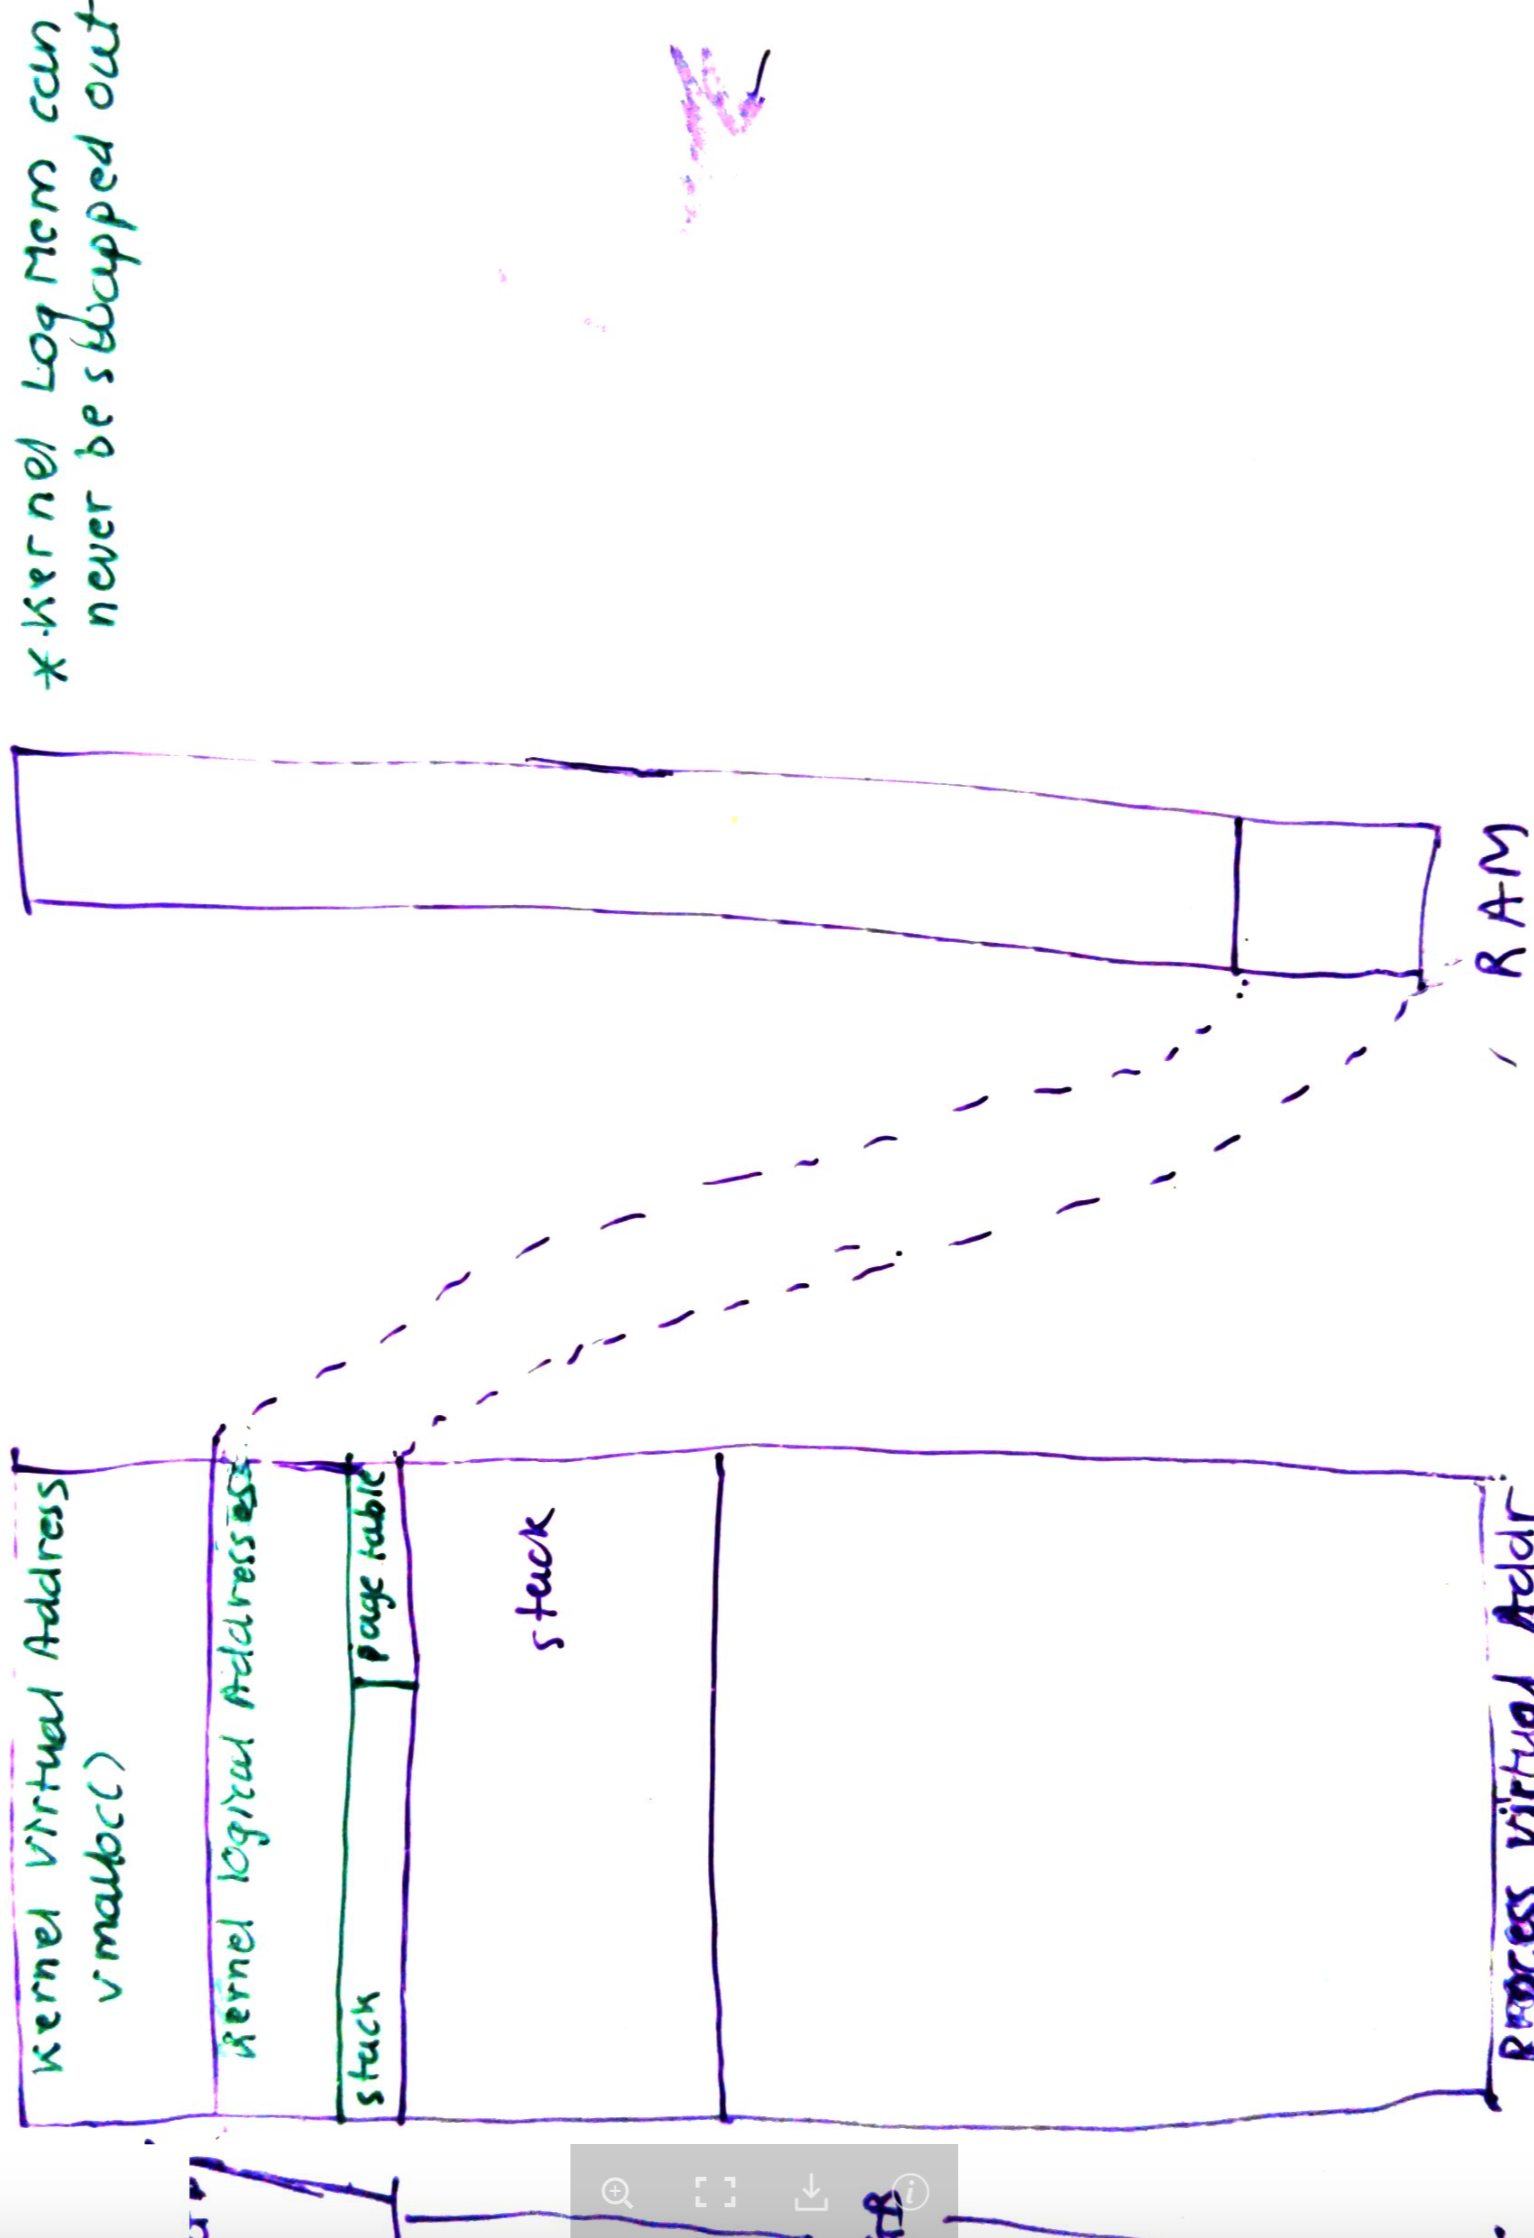 Kernel Virtual Address
vmalloc()
Kernel logical Addresses
stack
page table
stack
Process Virtual Addr
RAM
*Kernel Log Mem can
never be swapped out